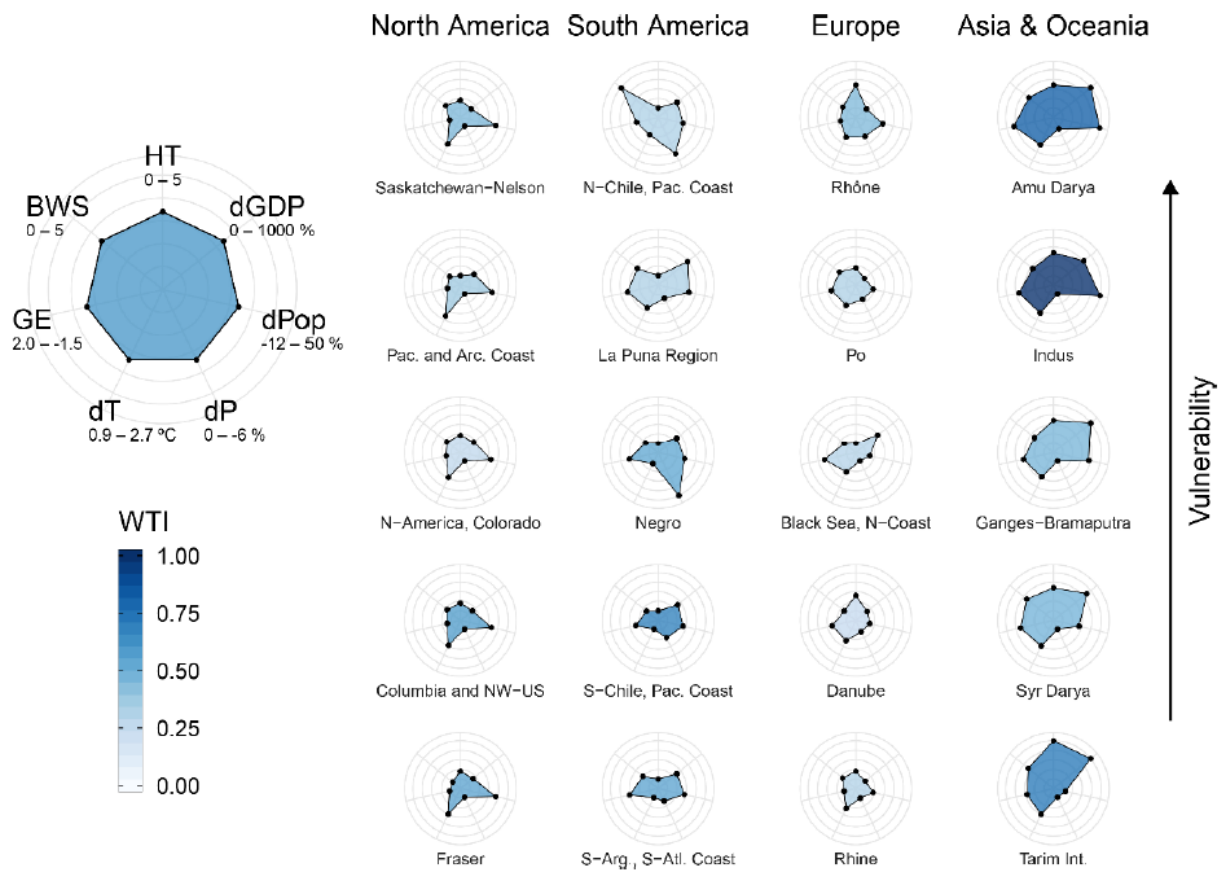 North America South America Europe Asia & Oceania
HT
0 – 5
BWS
0 – 5
dGDP
0 – 1000 %
GE
2.0 – -1.5
dPop
-12 – 50 %
dT
0.9 – 2.7 ºC
dP
0 – -6 %
WTI
1.00
0.75
0.50
0.25
0.00
Saskatchewan−Nelson N−Chile, Pac. Coast Rhône Amu Darya
Pac. and Arc. Coast La Puna Region Po Indus
N−America, Colorado Negro Black Sea, N−Coast Ganges−Bramaputra
Columbia and NW−US S−Chile, Pac. Coast Danube Syr Darya
Fraser S−Arg., S−Atl. Coast Rhine Tarim Int.
Vulnerability